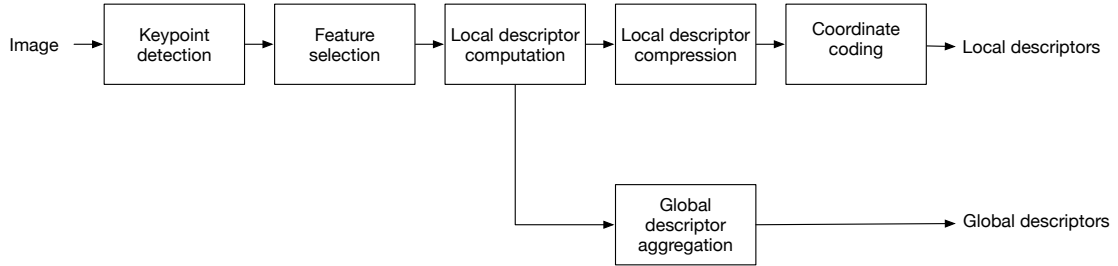 Image
Keypoint
detection
Feature
selection
Local descriptor
computation
Local descriptor
compression
Coordinate
coding
Local descriptors
Global
descriptor
aggregation
Global descriptors